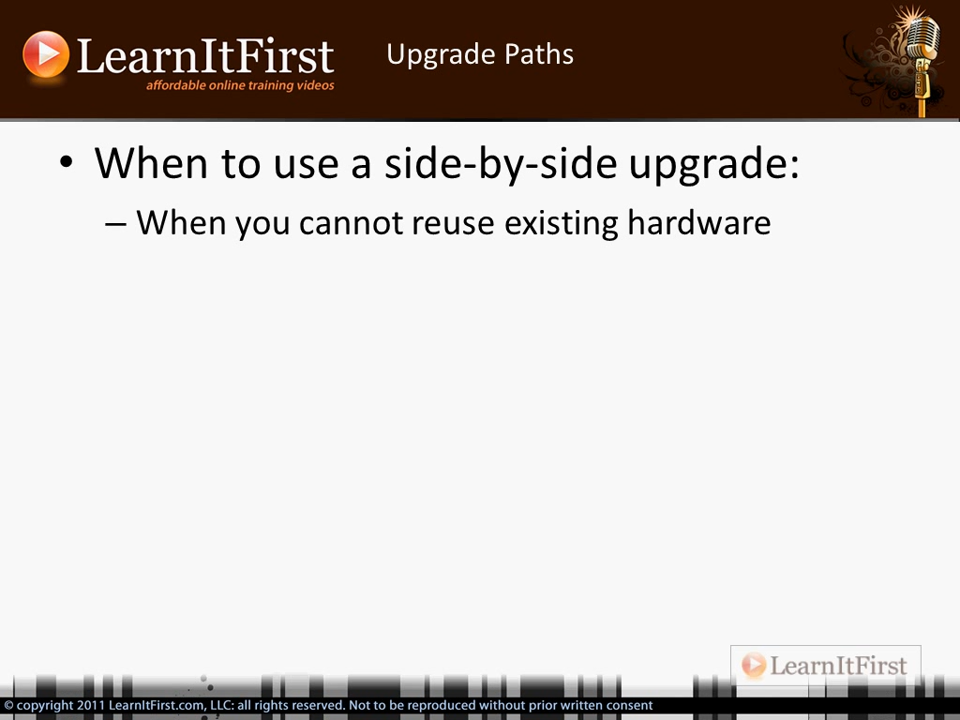 LearnItFirst
affordable online training videos
Upgrade Paths
• When to use a side-by-side upgrade:
– When you cannot reuse existing hardware
LearnItFirst
© copyright 2011 LearnItFirst.com, LLC: all rights reserved. Not to be reproduced without prior written consent